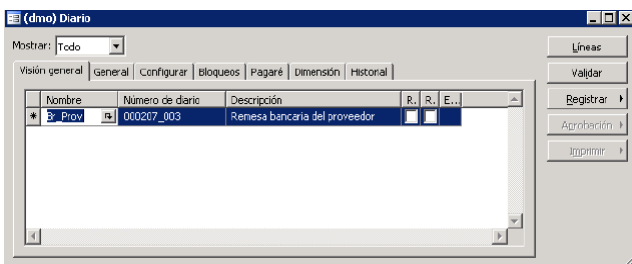 (dmo) Diario
Mostrar: Todo
Líneas
Visión general General Configurar Bloqueos Pagaré Dimensión Historial
Validar
Nombre Número de diario Descripción R. R. E...
Registrar
* Br_Prov 000207_003 Remesa bancaria del proveedor
Aprobación
Imprimir